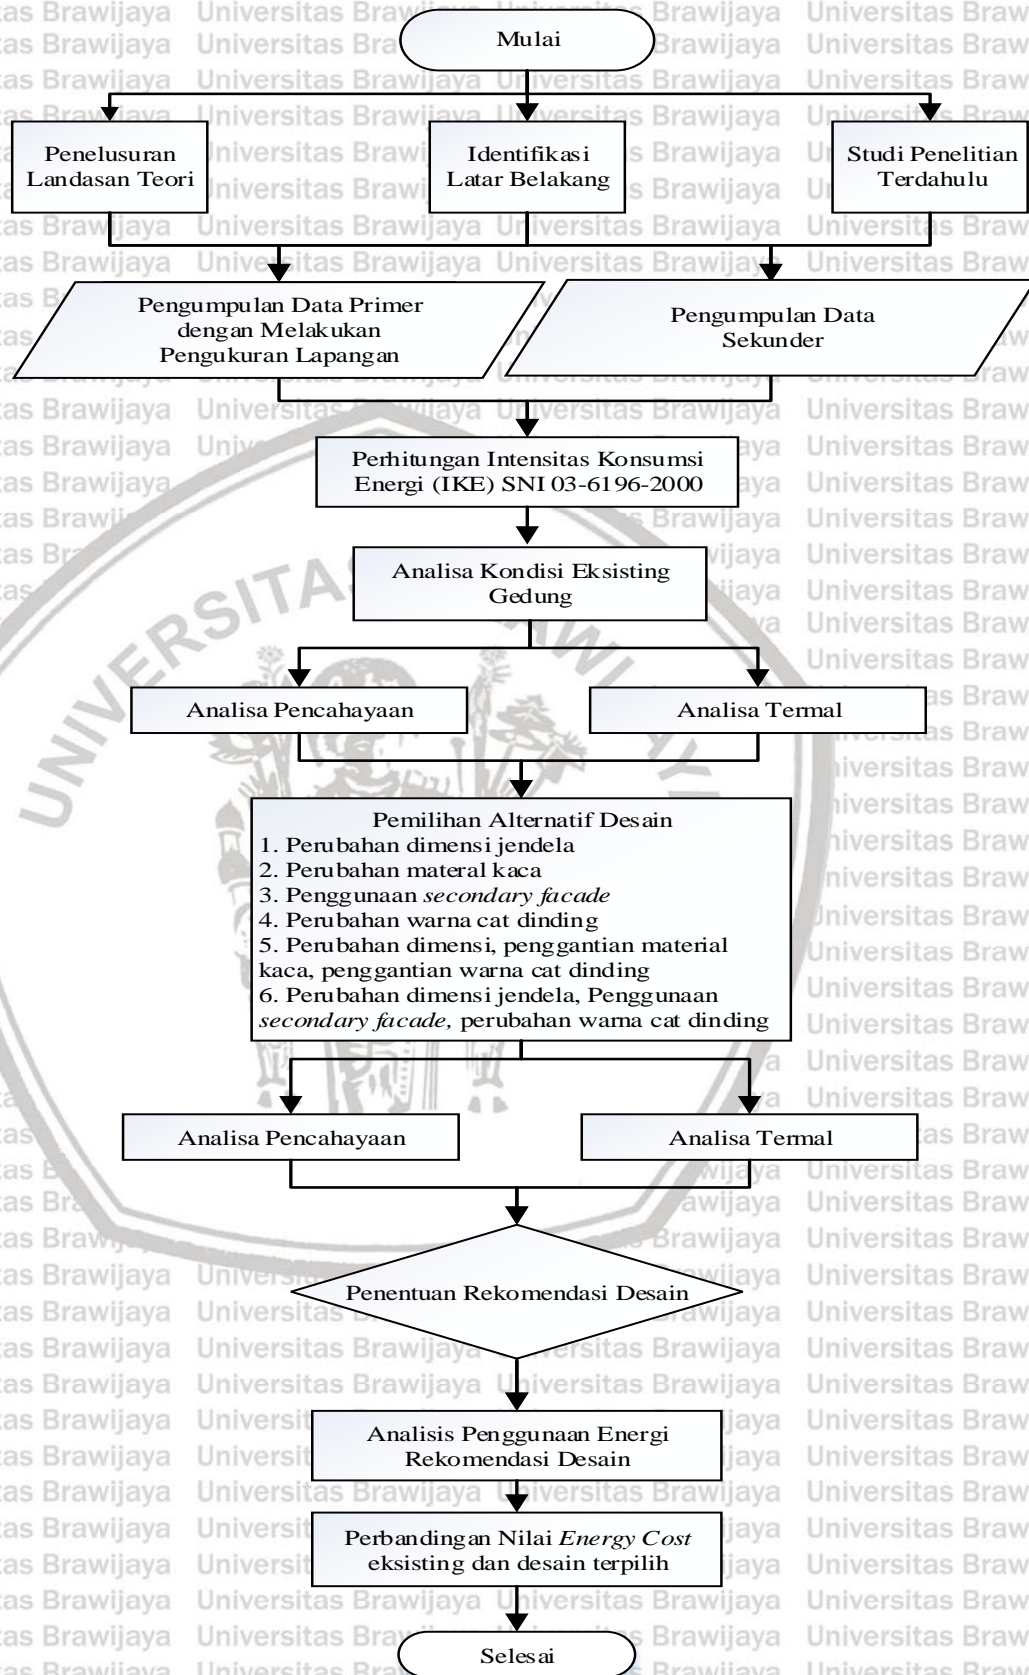 Mulai
Penelusuran
Landasan Teori
Identifikasi
Latar Belakang
Studi Penelitian
Terdahulu
Pengumpulan Data Primer
dengan Melakukan
Pengukuran Lapangan
Pengumpulan Data
Sekunder
Perhitungan Intensitas Konsumsi
Energi (IKE) SNI 03-6196-2000
Analisa Kondisi Eksisting
Gedung
Analisa Pencahayaan
Analisa Termal
Pemilihan Alternatif Desain
1. Perubahan dimensi jendela
2. Perubahan materal kaca
3. Penggunaan secondary facade
4. Perubahan warna cat dinding
5. Perubahan dimensi, penggantian material
kaca, penggantian warna cat dinding
6. Perubahan dimensi jendela, Penggunaan
secondary facade, perubahan warna cat dinding
Analisa Pencahayaan
Analisa Termal
Penentuan Rekomendasi Desain
Analisis Penggunaan Energi
Rekomendasi Desain
Perbandingan Nilai Energy Cost
eksisting dan desain terpilih
Selesai